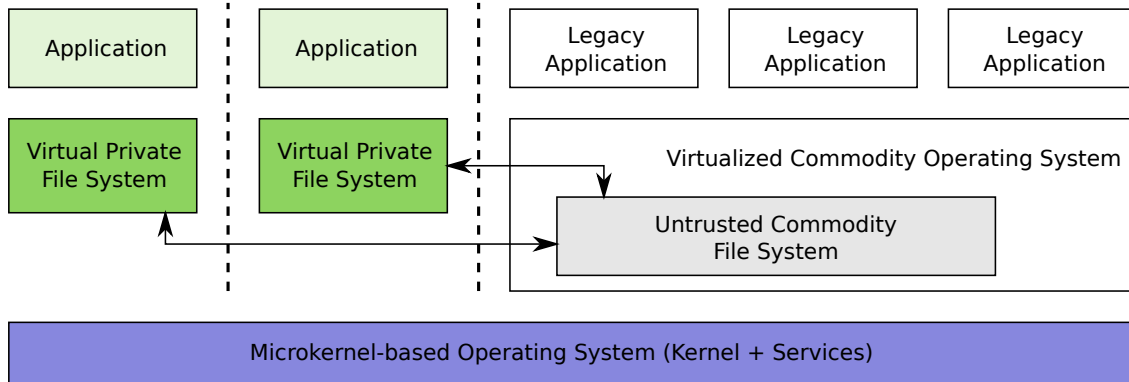 Application
Application
Legacy
Application
Legacy
Application
Legacy
Application
Virtual Private
File System
Virtual Private
File System
Virtualized Commodity Operating System
Untrusted Commodity
File System
Microkernel-based Operating System (Kernel + Services)